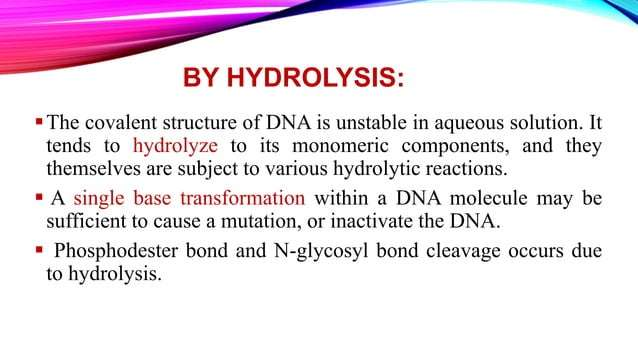 BY HYDROLYSIS:
▪The covalent structure of DNA is unstable in aqueous solution. It
tends to hydrolyze to its monomeric components, and they
themselves are subject to various hydrolytic reactions.
▪ A single base transformation within a DNA molecule may be
sufficient to cause a mutation, or inactivate the DNA.
▪ Phosphodester bond and N-glycosyl bond cleavage occurs due
to hydrolysis.